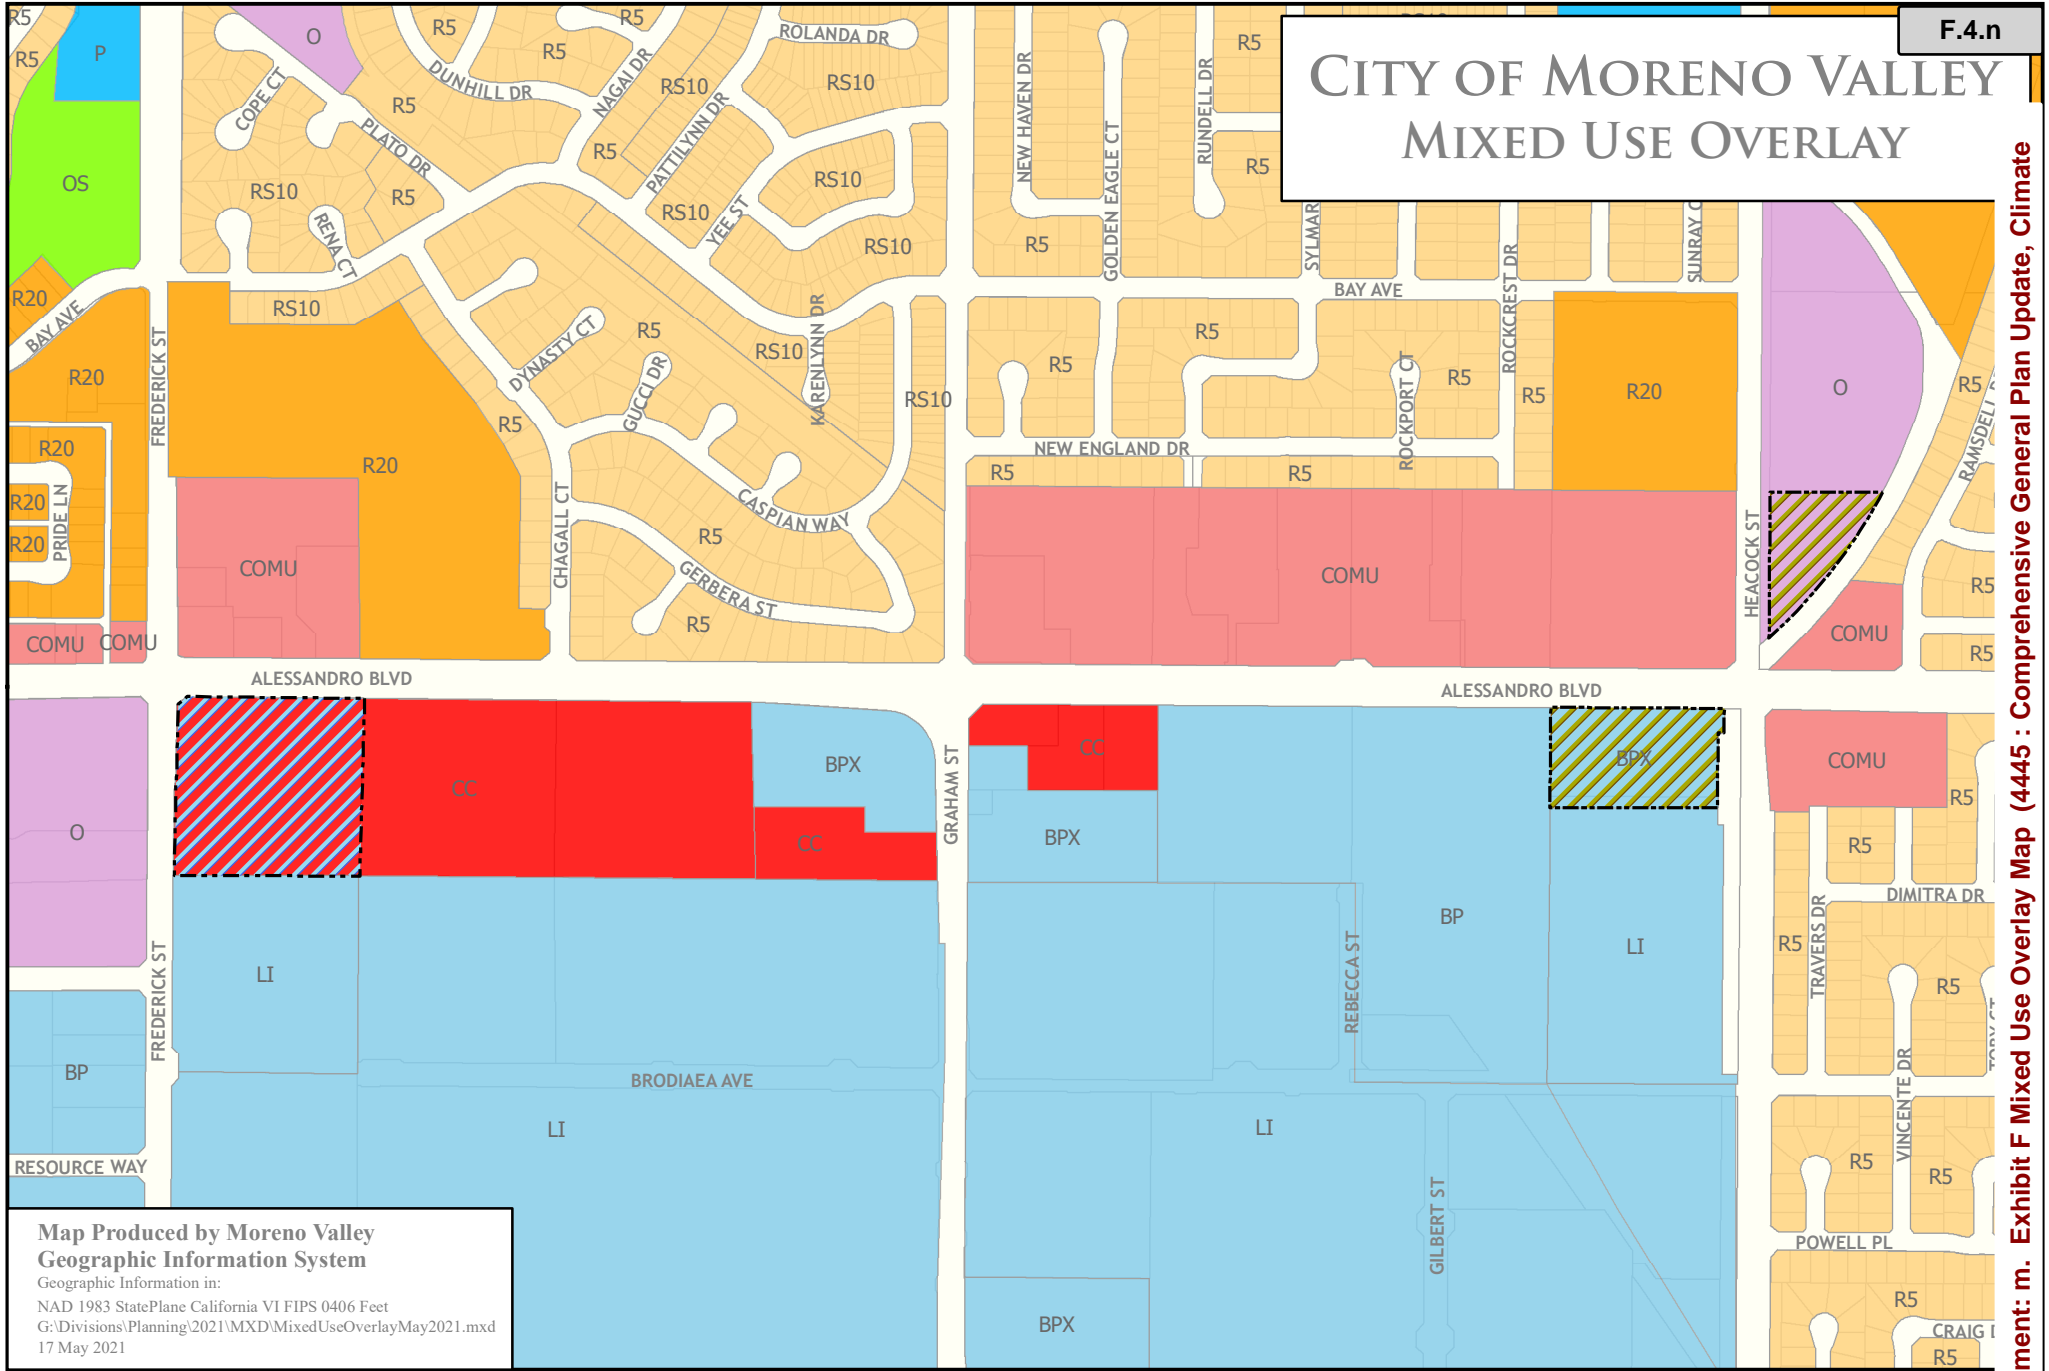 F.4.n
CITY OF MORENO VALLEY
MIXED USE OVERLAY
R5
R5
P
OS
R20
BAY AVE
R20
R20
R20
R20
PRIDE LN
COMU
COMU
FREDERICK ST
O
COPE CT
PLATO DR
RS10
RENA CT
RS10
R5
R5
DUNHILL DR
R5
R5
R5
NAGAI DR
R5
RS10
PATTILYNN DR
RS10
YEE ST
ROLANDA DR
RS10
RS10
RS10
R5
DYNASTY CT
GUCCI DR
R5
RS10
KARENLYNN DR
RS10
R20
COMU
CHAGALL CT
CASPIAN WAY
R5
GERBERA ST
R5
NEW HAVEN DR
GOLDEN EAGLE CT
RUNDELL DR
R5
R5
R5
SYLMAR
ROCKCREST DR
SUNRAY C
BAY AVE
R5
R5
ROCKPORT CT
R5
R5
R20
NEW ENGLAND DR
R5
R5
COMU
HEACOCK ST
O
R5
RAMSDELL
R5
COMU
R5
ALESSANDRO BLVD
ALESSANDRO BLVD
O
CC
BPX
CC
GRAHAM ST
CC
BPX
BPX
COMU
R5
R5
DIMITRA DR
FREDERICK ST
LI
BP
REBECCA ST
BP
LI
R5
TRAVERS DR
R5
TOBY CT
VINCENTE DR
BRODIAEA AVE
LI
LI
RESOURCE WAY
GILBERT ST
BPX
R5
R5
POWELL PL
R5
CRAIG D
R5
Map Produced by Moreno Valley
Geographic Information System
Geographic Information in:
NAD 1983 StatePlane California VI FIPS 0406 Feet
G:\Divisions\Planning\2021\MXD\MixedUseOverlayMay2021.mxd
17 May 2021
ment: m. Exhibit F Mixed Use Overlay Map (4445 : Comprehensive General Plan Update, Climate